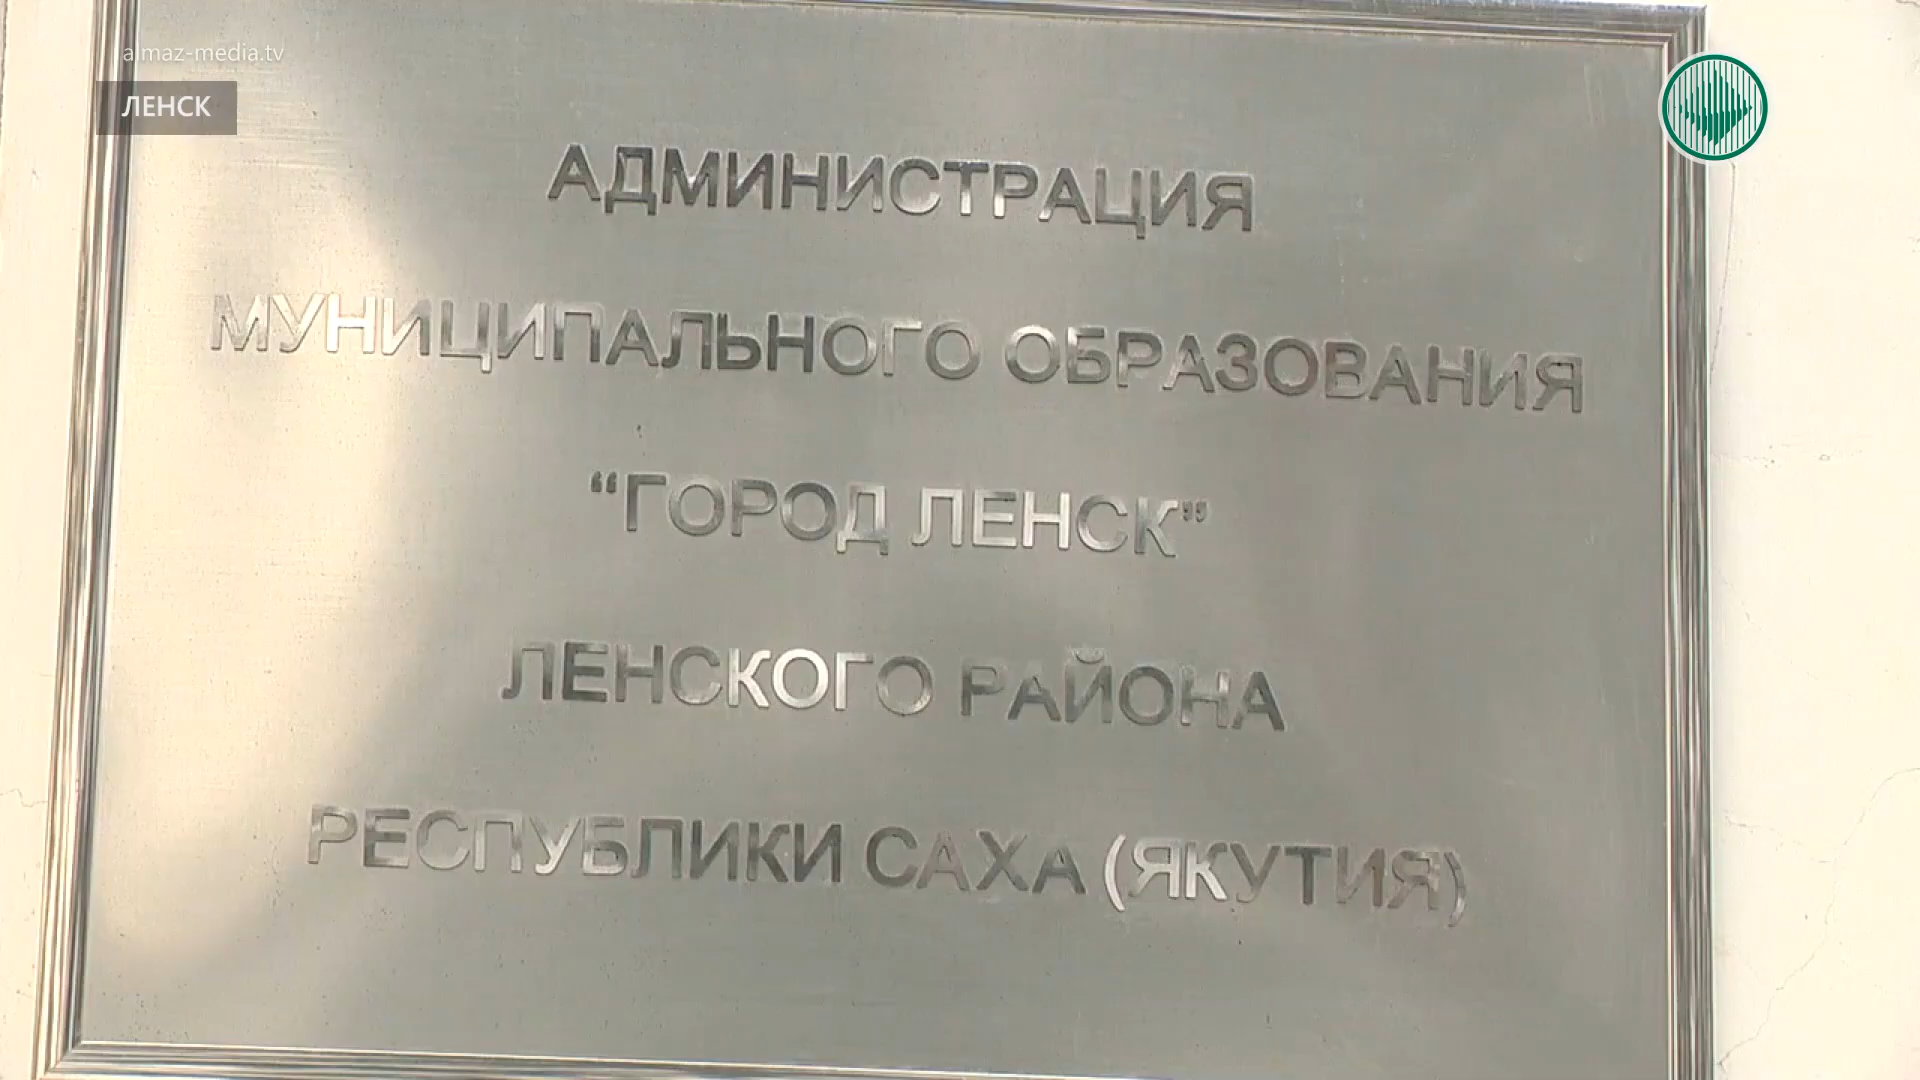 almaz-media.tv
ЛЕНСК
АДМИНИСТРАЦИЯ
МУНИЦИПАЛЬНОГО ОБРАЗОВАНИЯ
“ГОРОД ЛЕНСК”
ЛЕНСКОГО РАЙОНА
РЕСПУБЛИКИ САХА (ЯКУТИЯ)